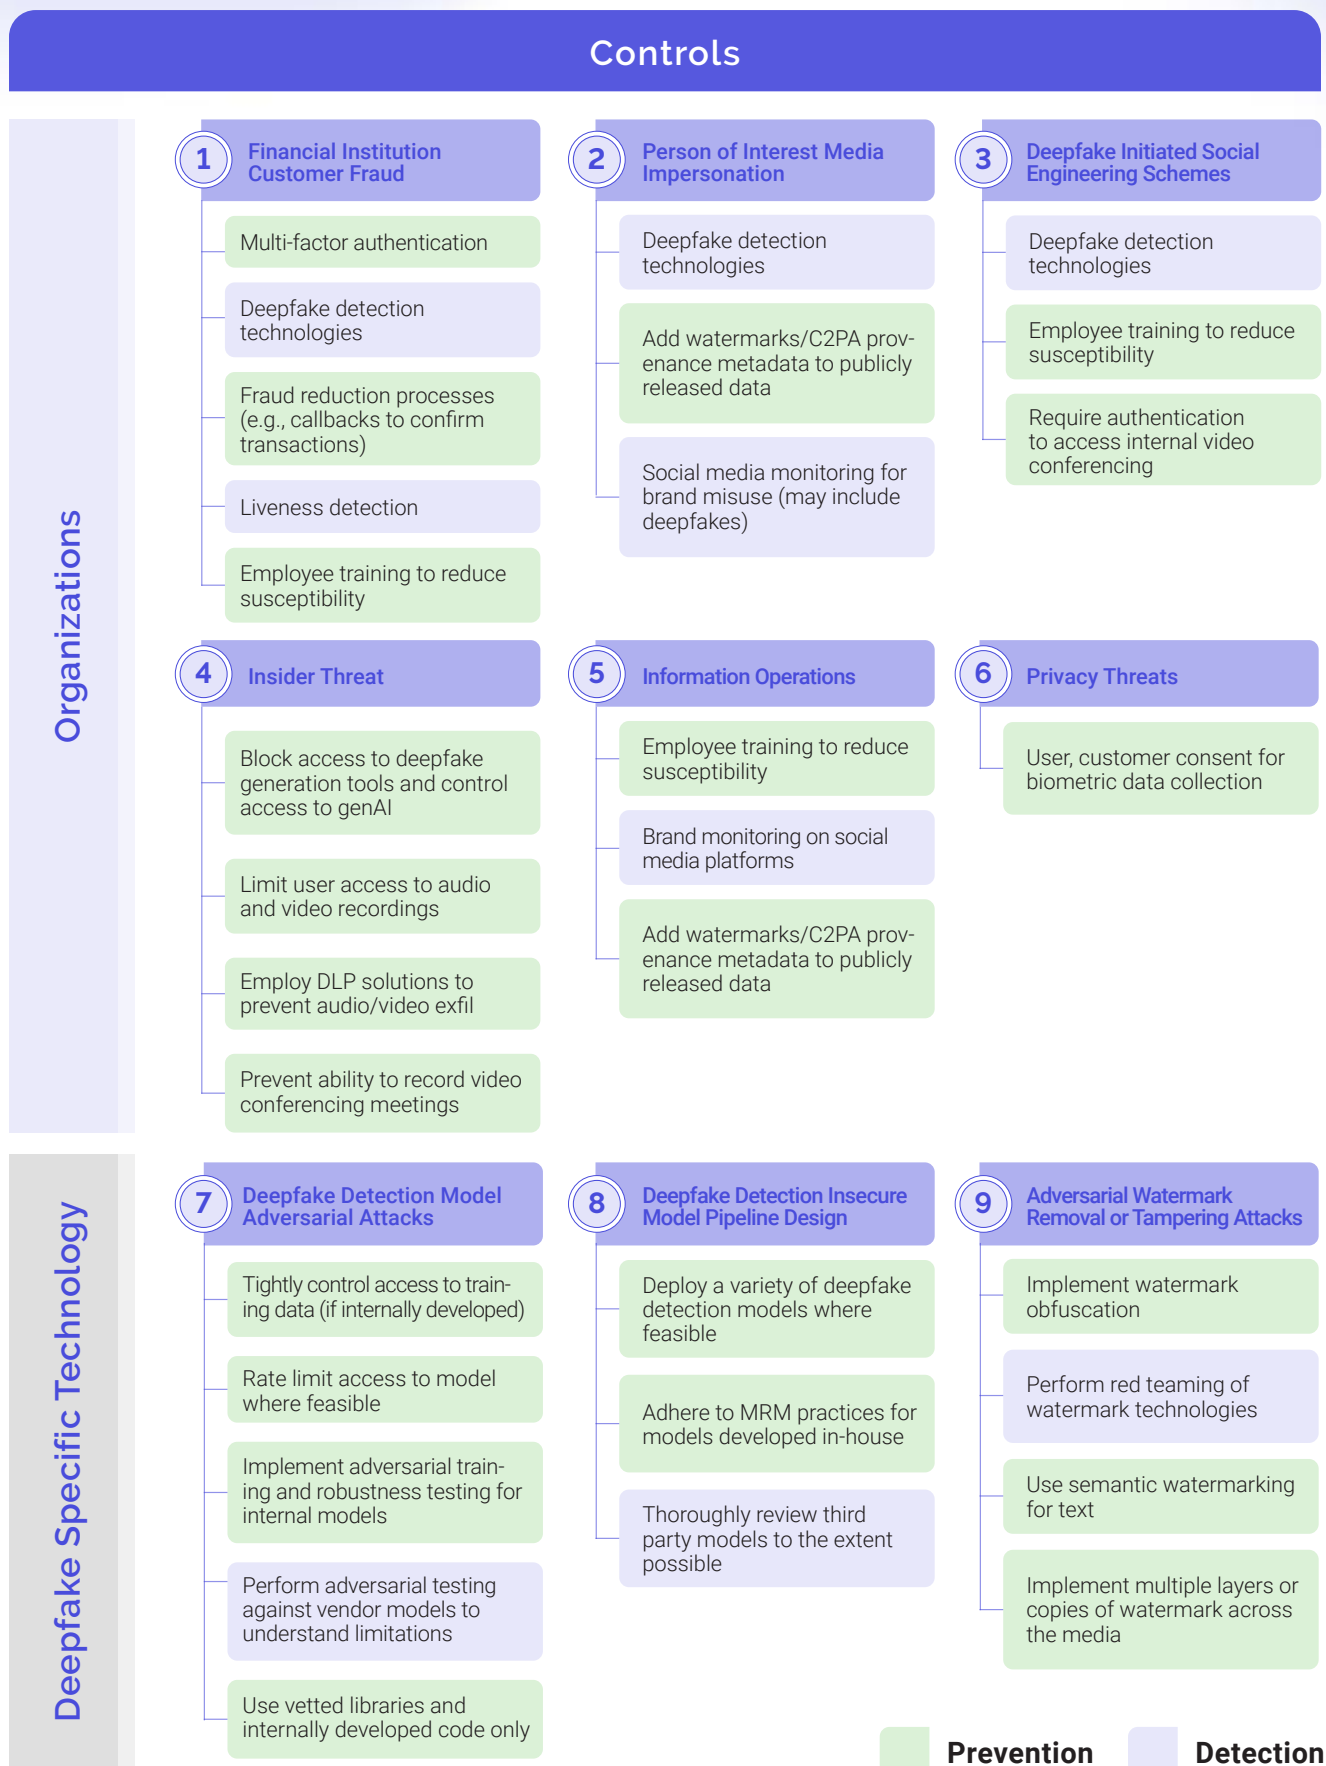 Controls
Organizations
1
Financial Institution
Customer Fraud
Multi-factor authentication
Deepfake detection
technologies
Fraud reduction processes
(e.g., callbacks to confirm
transactions)
Liveness detection
Employee training to reduce
susceptibility
2
Person of Interest Media
Impersonation
Deepfake detection
technologies
Add watermarks/C2PA prov-
enance metadata to publicly
released data
Social media monitoring for
brand misuse (may include
deepfakes)
3
Deepfake Initiated Social
Engineering Schemes
Deepfake detection
technologies
Employee training to reduce
susceptibility
Require authentication
to access internal video
conferencing
4
Insider Threat
Block access to deepfake
generation tools and control
access to genAI
Limit user access to audio
and video recordings
Employ DLP solutions to
prevent audio/video exfil
Prevent ability to record video
conferencing meetings
5
Information Operations
Employee training to reduce
susceptibility
Brand monitoring on social
media platforms
Add watermarks/C2PA prov-
enance metadata to publicly
released data
6
Privacy Threats
User, customer consent for
biometric data collection
Deepfake Specific Technology
7
Deepfake Detection Model
Adversarial Attacks
Tightly control access to train-
ing data (if internally developed)
Rate limit access to model
where feasible
Implement adversarial train-
ing and robustness testing for
internal models
Perform adversarial testing
against vendor models to
understand limitations
Use vetted libraries and
internally developed code only
8
Deepfake Detection Insecure
Model Pipeline Design
Deploy a variety of deepfake
detection models where
feasible
Adhere to MRM practices for
models developed in-house
Thoroughly review third
party models to the extent
possible
9
Adversarial Watermark
Removal or Tampering Attacks
Implement watermark
obfuscation
Perform red teaming of
watermark technologies
Use semantic watermarking
for text
Implement multiple layers or
copies of watermark across
the media
Prevention
Detection